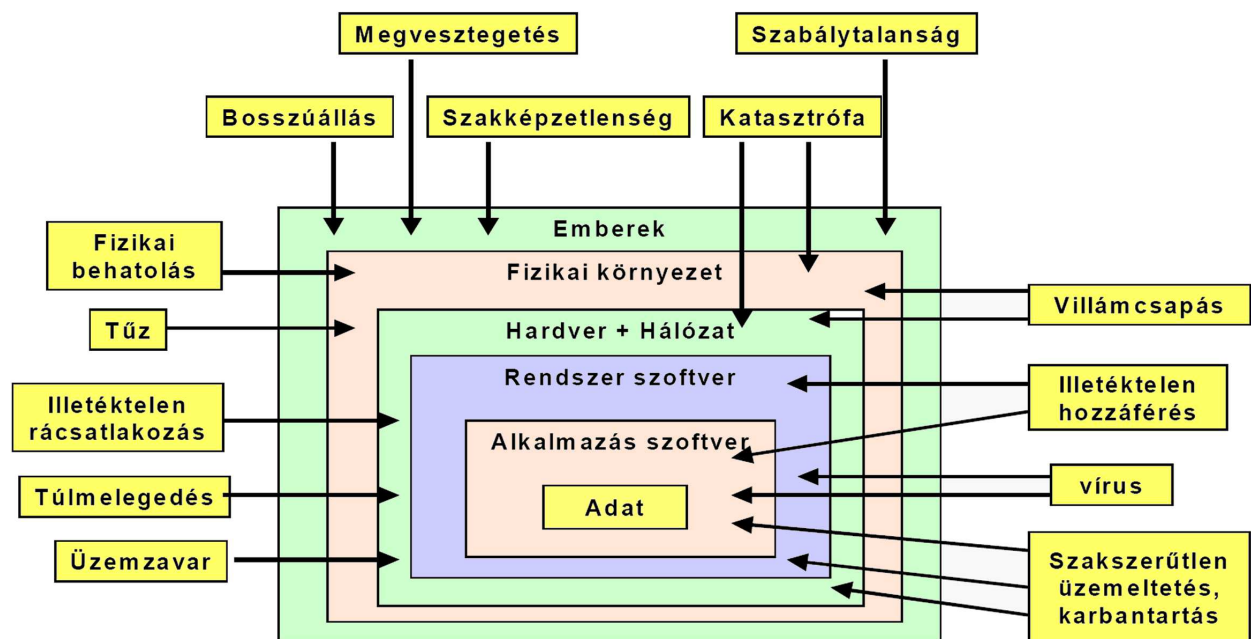 Megvesztegetés
Szabálytalanság
Bosszúállás
Szakképzetlenség
Katasztrófa
Emberek
Fizikai
behatolás
Fizikai környezet
Villámcsapás
Tűz
Hardver + Hálózat
Rendszer szoftver
Illetéktelen
hozzáférés
Illetéktelen
rácsatlakozás
Alkalmazás szoftver
Túlmelegedés
vírus
Adat
Üzemzavar
Szakszerűtlen
üzemeltetés,
karbantartás